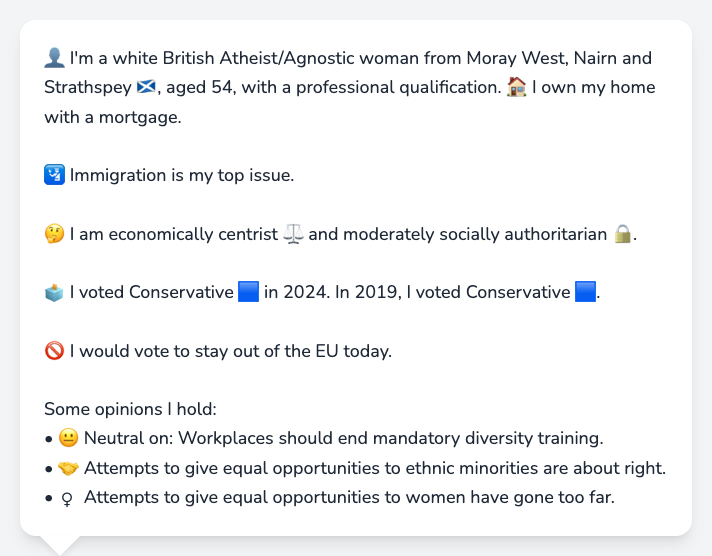 👤 I'm a white British Atheist/Agnostic woman from Moray West, Nairn and
Strathspey 🏴󠁧󠁢󠁳󠁣󠁴󠁿, aged 54, with a professional qualification. 🏠 I own my home
with a mortgage.
🛂 Immigration is my top issue.
🤔 I am economically centrist ⚖️ and moderately socially authoritarian 🔒.
🗳️ I voted Conservative 🟦 in 2024. In 2019, I voted Conservative 🟦.
🚫 I would vote to stay out of the EU today.
Some opinions I hold:
• 😐 Neutral on: Workplaces should end mandatory diversity training.
• 🤝 Attempts to give equal opportunities to ethnic minorities are about right.
• ♀ Attempts to give equal opportunities to women have gone too far.